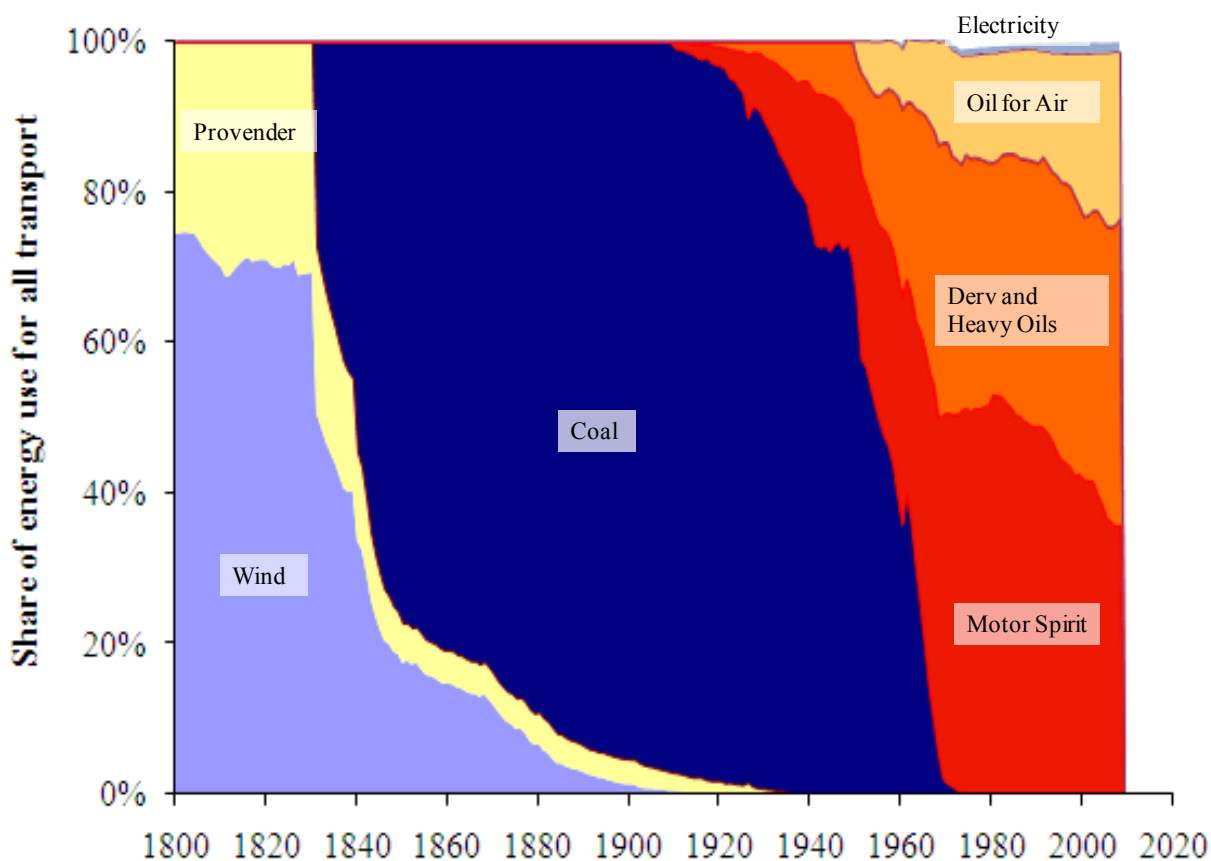 Share of energy use for all transport
100%
80%
60%
40%
20%
0%
Electricity
Oil for Air
Provender
Derv and
Heavy Oils
Coal
Wind
Motor Spirit
1800 1820 1840 1860 1880 1900 1920 1940 1960 1980 2000 2020